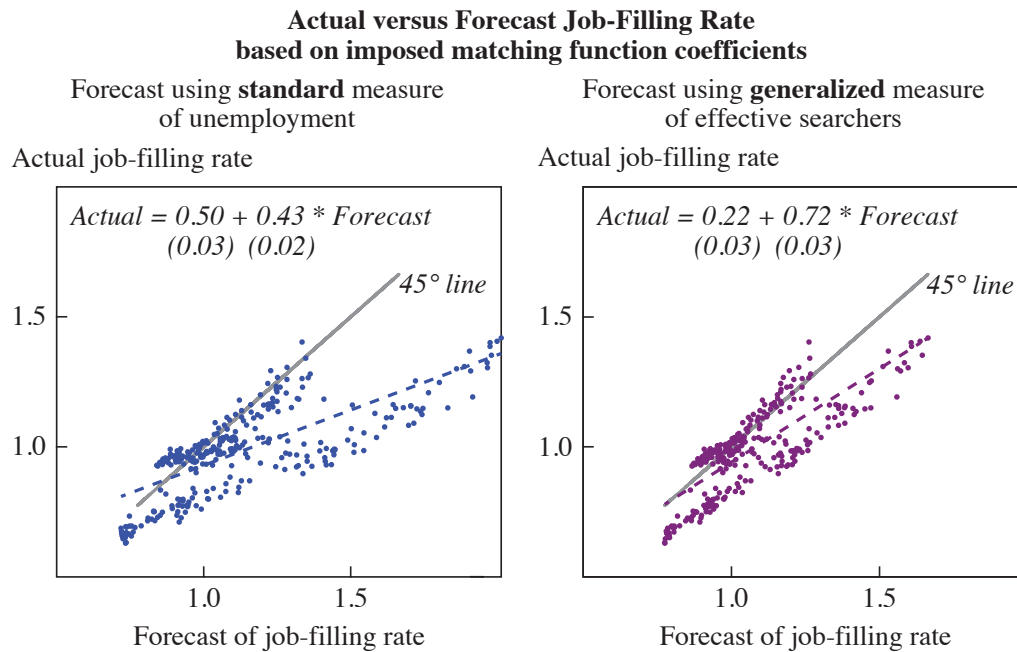 Actual versus Forecast Job-Filling Rate
based on imposed matching function coefficients
Forecast using standard measure
of unemployment
Actual job-filling rate
Actual = 0.50 + 0.43 * Forecast
(0.03) (0.02)
45° line
1.5
1.0
1.0
1.5
Forecast of job-filling rate
Forecast using generalized measure
of effective searchers
Actual job-filling rate
Actual = 0.22 + 0.72 * Forecast
(0.03) (0.03)
45° line
1.5
1.0
1.0
1.5
Forecast of job-filling rate